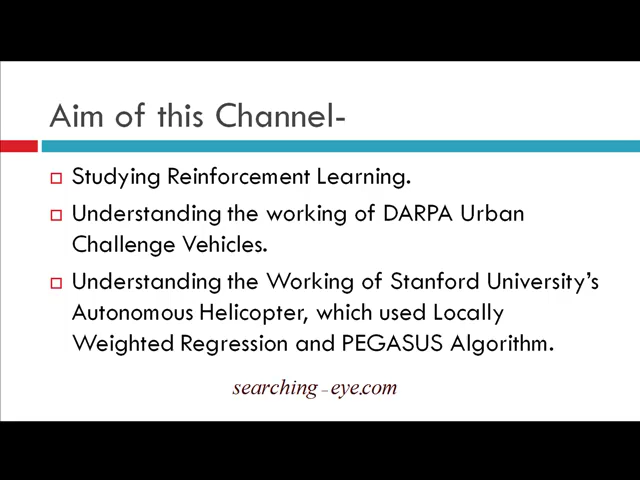 Aim of this Channel-
Studying Reinforcement Learning.
Understanding the working of DARPA Urban
Challenge Vehicles.
Understanding the Working of Stanford University's
Autonomous Helicopter, which used Locally
Weighted Regression and PEGASUS Algorithm.
searching-eye.com